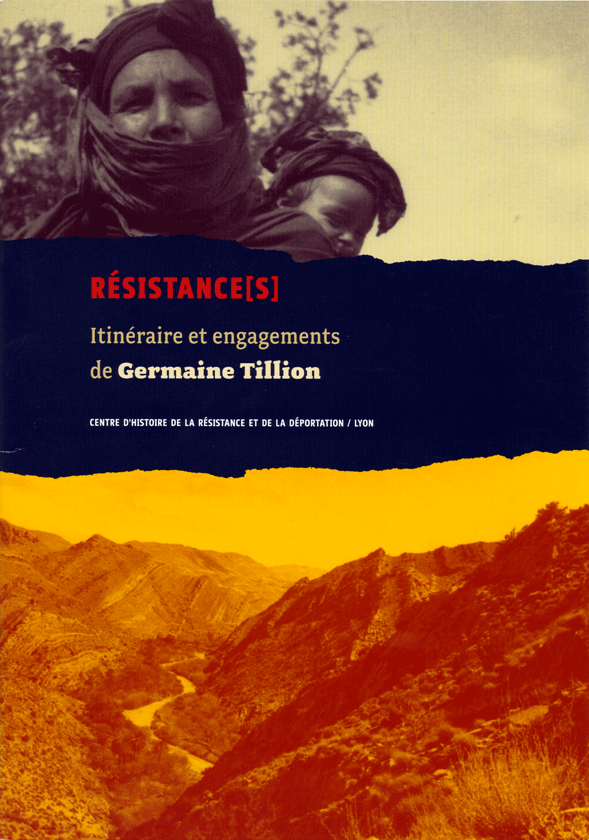 RÉSISTANCE[S]
Itinéraire et engagements
de Germaine Tillion
CENTRE D'HISTOIRE DE LA RÉSISTANCE ET DE LA DÉPORTATION / LYON